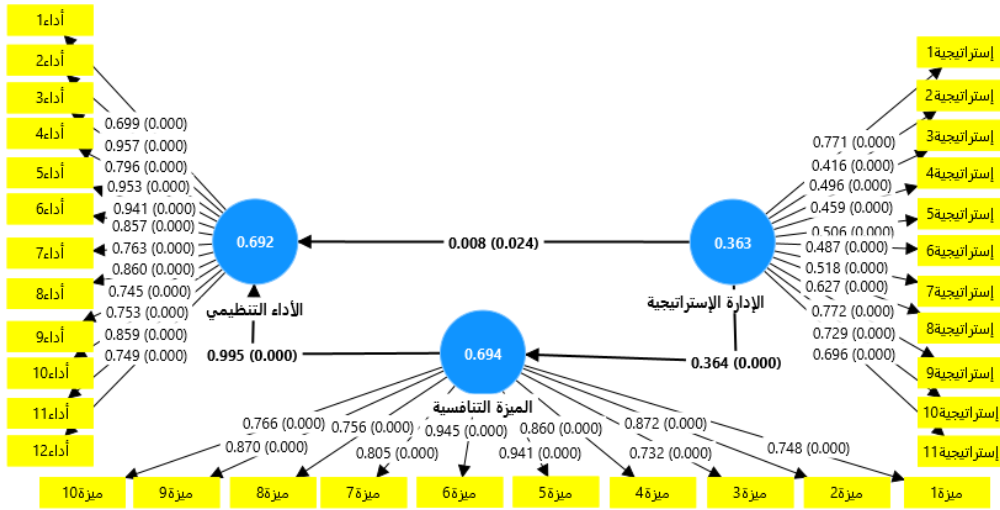 أداء1
أداء2
أداء3
أداء4
أداء5
أداء6
أداء7
أداء8
أداء9
أداء10
أداء11
أداء12
0.699 (0.000)
0.957 (0.000)
0.796 (0.000)
0.953 (0.000)
0.941 (0.000)
0.857 (0.000)
0.763 (0.000)
0.860 (0.000)
0.745 (0.000)
0.753 (0.000)
0.859 (0.000)
0.749 (0.000)
0.692
الأداء التنظيمي
0.008 (0.024)
0.363
الإدارة الإستراتيجية
0.771 (0.000)
0.416 (0.000)
0.496 (0.000)
0.459 (0.000)
0.506 (0.000)
0.487 (0.000)
0.518 (0.000)
0.627 (0.000)
0.772 (0.000)
0.729 (0.000)
0.696 (0.000)
إستراتيجية1
إستراتيجية2
إستراتيجية3
إستراتيجية4
إستراتيجية5
إستراتيجية6
إستراتيجية7
إستراتيجية8
إستراتيجية9
إستراتيجية10
إستراتيجية11
0.995 (0.000)
0.694
0.364 (0.000)
الميزة التنافسية
0.766 (0.000)
0.870 (0.000)
0.756 (0.000)
0.805 (0.000)
0.945 (0.000)
0.941 (0.000)
0.860 (0.000)
0.732 (0.000)
0.872 (0.000)
0.748 (0.000)
ميزة10
ميزة9
ميزة8
ميزة7
ميزة6
ميزة5
ميزة4
ميزة3
ميزة2
ميزة1